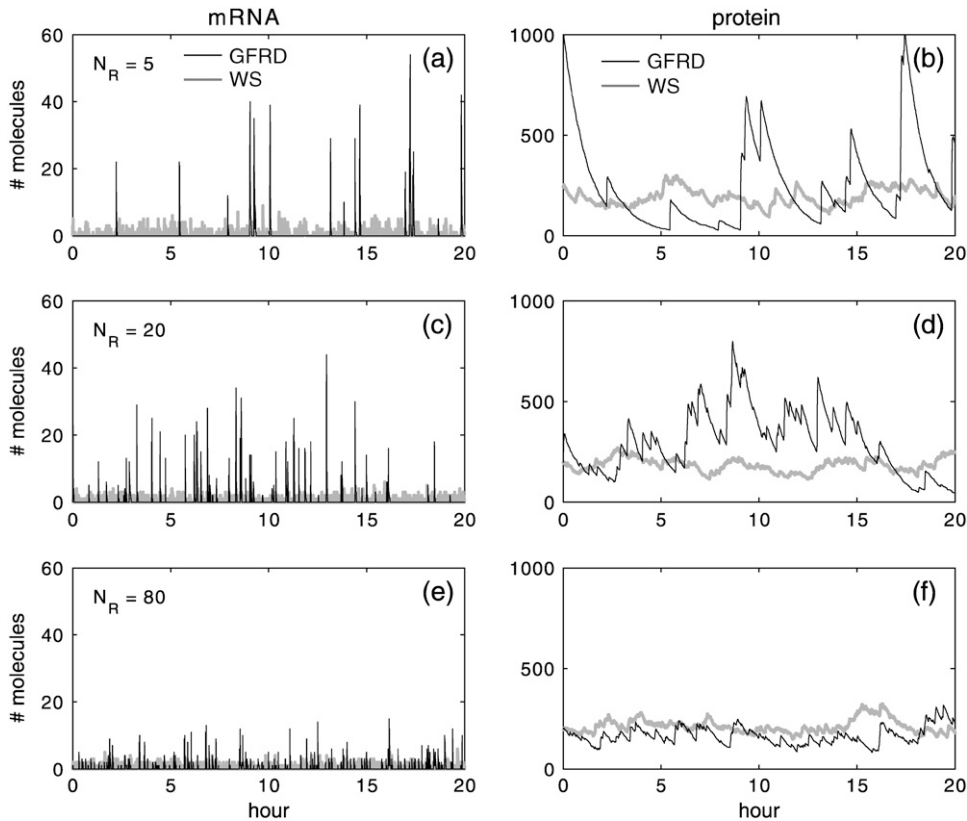 mRNA
protein
60
40
20
0
# molecules
N_R = 5
GFRD
WS
(a)
0 5 10 15 20
1000
500
0
GFRD
WS
(b)
0 5 10 15 20
60
40
20
0
# molecules
N_R = 20
(c)
0 5 10 15 20
1000
500
0
(d)
0 5 10 15 20
60
40
20
0
# molecules
N_R = 80
(e)
0 5 10 15 20
hour
1000
500
0
(f)
0 5 10 15 20
hour